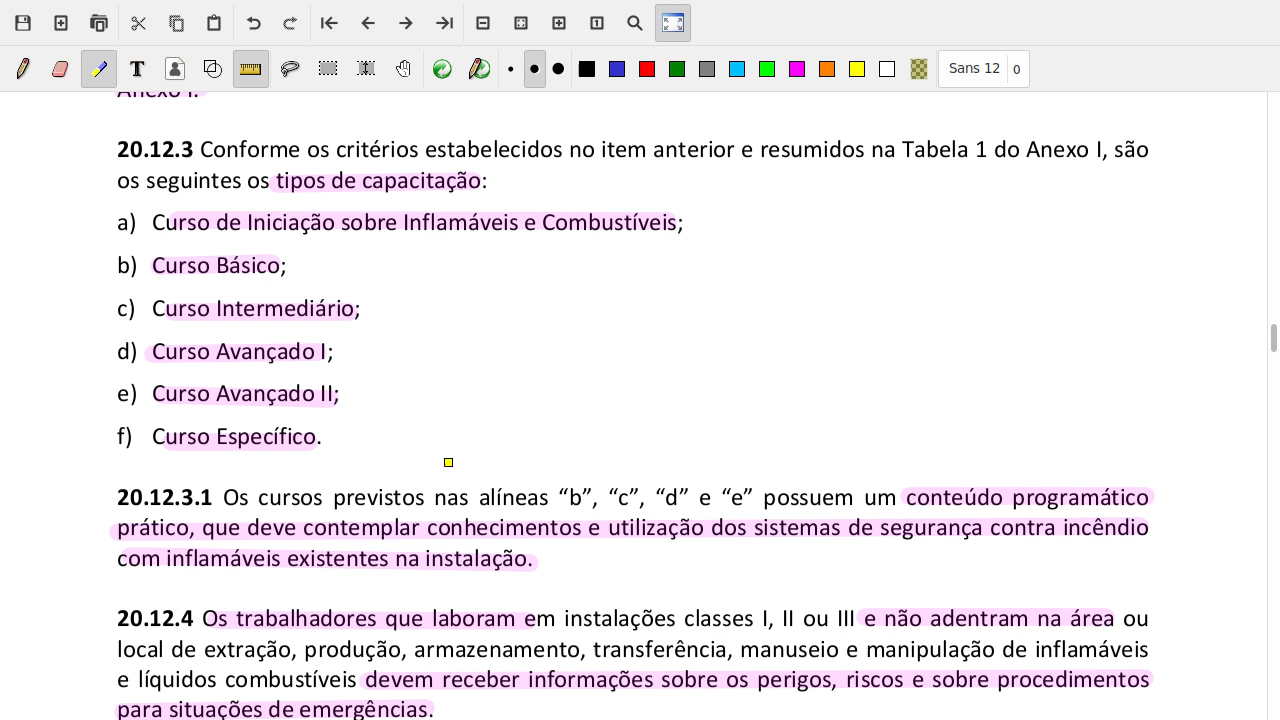 Sans 12 0
Anexo I.
20.12.3 Conforme os critérios estabelecidos no item anterior e resumidos na Tabela 1 do Anexo I, são
os seguintes os tipos de capacitação:
a) Curso de Iniciação sobre Inflamáveis e Combustíveis;
b) Curso Básico;
c) Curso Intermediário;
d) Curso Avançado I;
e) Curso Avançado II;
f) Curso Específico.
20.12.3.1 Os cursos previstos nas alíneas “b”, “c”, “d” e “e” possuem um conteúdo programático
prático, que deve contemplar conhecimentos e utilização dos sistemas de segurança contra incêndio
com inflamáveis existentes na instalação.
20.12.4 Os trabalhadores que laboram em instalações classes I, II ou III e não adentram na área ou
local de extração, produção, armazenamento, transferência, manuseio e manipulação de inflamáveis
e líquidos combustíveis devem receber informações sobre os perigos, riscos e sobre procedimentos
para situações de emergências.